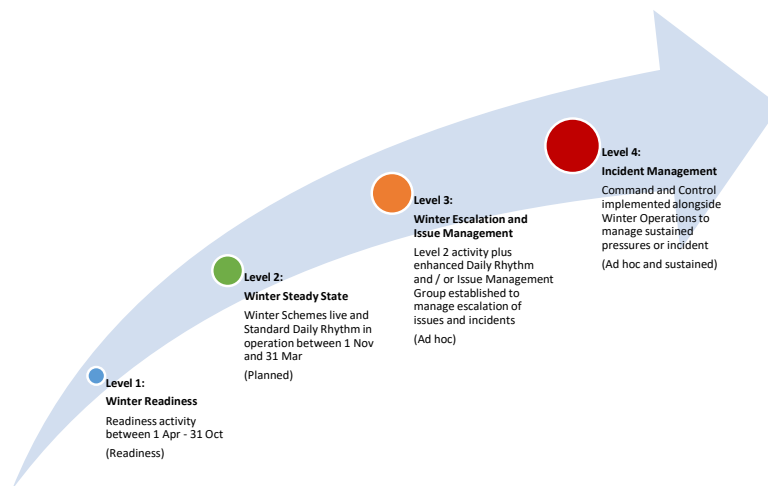 Level 1:
Winter Readiness
Readiness activity
between 1 Apr - 31 Oct
(Readiness)
Level 2:
Winter Steady State
Winter Schemes live and
Standard Daily Rhythm in
operation between 1 Nov
and 31 Mar
(Planned)
Level 3:
Winter Escalation and
Issue Management
Level 2 activity plus
enhanced Daily Rhythm
and / or Issue Management
Group established to
manage escalation of
issues and incidents
(Ad hoc)
Level 4:
Incident Management
Command and Control
implemented alongside
Winter Operations to
manage sustained
pressures or incident
(Ad hoc and sustained)